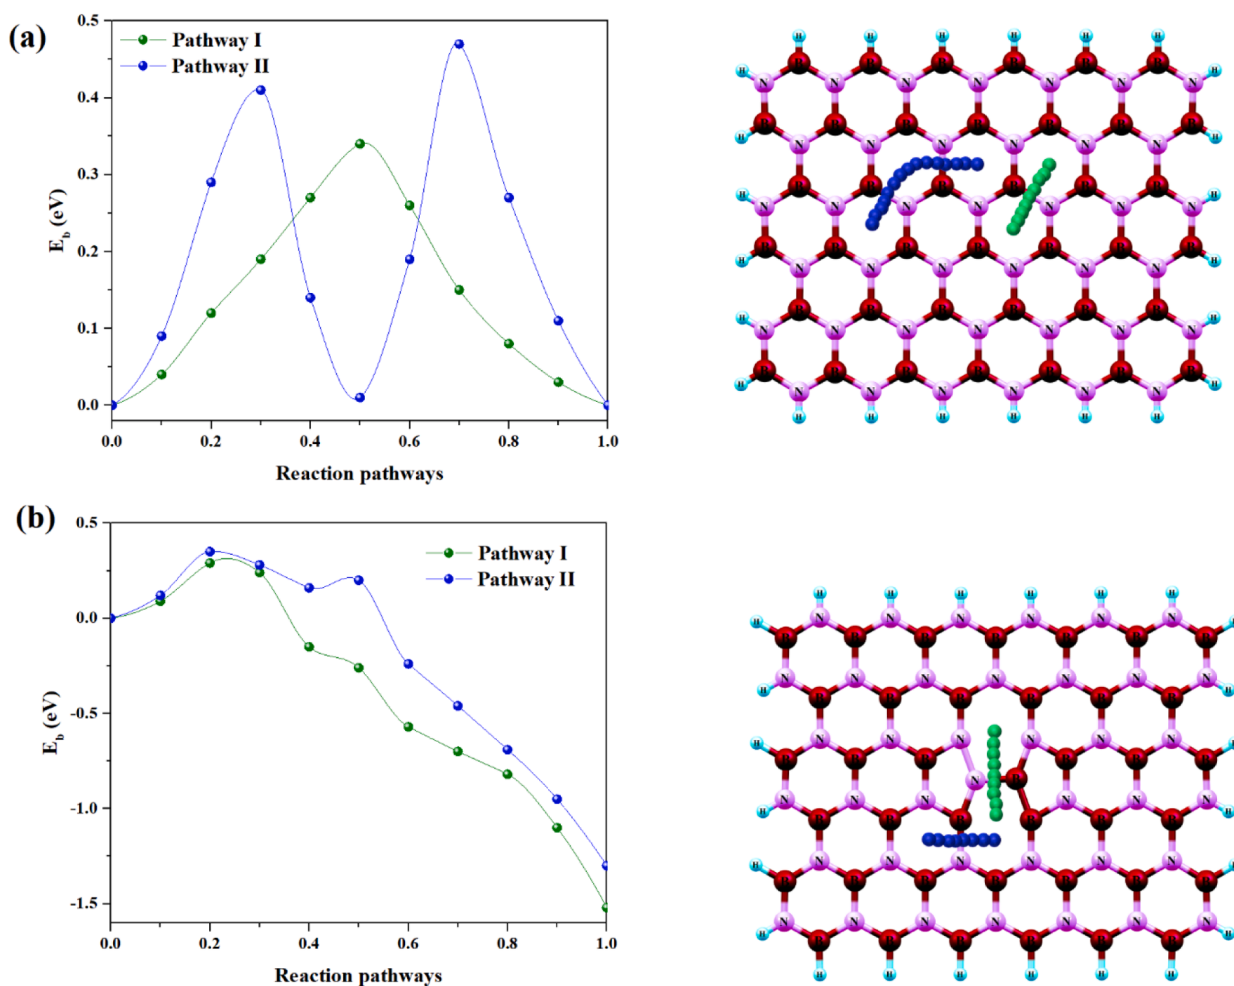 (a)
0.5
0.4
0.3
0.2
0.1
0.0
E_b (eV)
Pathway I
Pathway II
0.0 0.2 0.4 0.6 0.8 1.0
Reaction pathways
H H H H H H
B B B B B B
H N N N N N N N H
B B B B B B B
H H
N N N N N N
B B B B B B
H H
N N N N N N N
B B B B B B B
H H
N N N N N N
B B B B B B
H H
N N N N N N N
B B B B B B B
H H
N N N N N N
H H H H H H
(b)
0.5
0.0
-0.5
-1.0
-1.5
E_b (eV)
Pathway I
Pathway II
0.0 0.2 0.4 0.6 0.8 1.0
Reaction pathways
H H H H H H
N N N N N N
H H
B B B B B B B
N N N N N N N
H H
B B B B B B
N N N N N N
H H
B B B B B B
N B
N N N N N N
H H
B B B B B B
N N N N N N
H H
B B B B B B B
N N N N N N N
H H
B B B B B B
H H H H H H